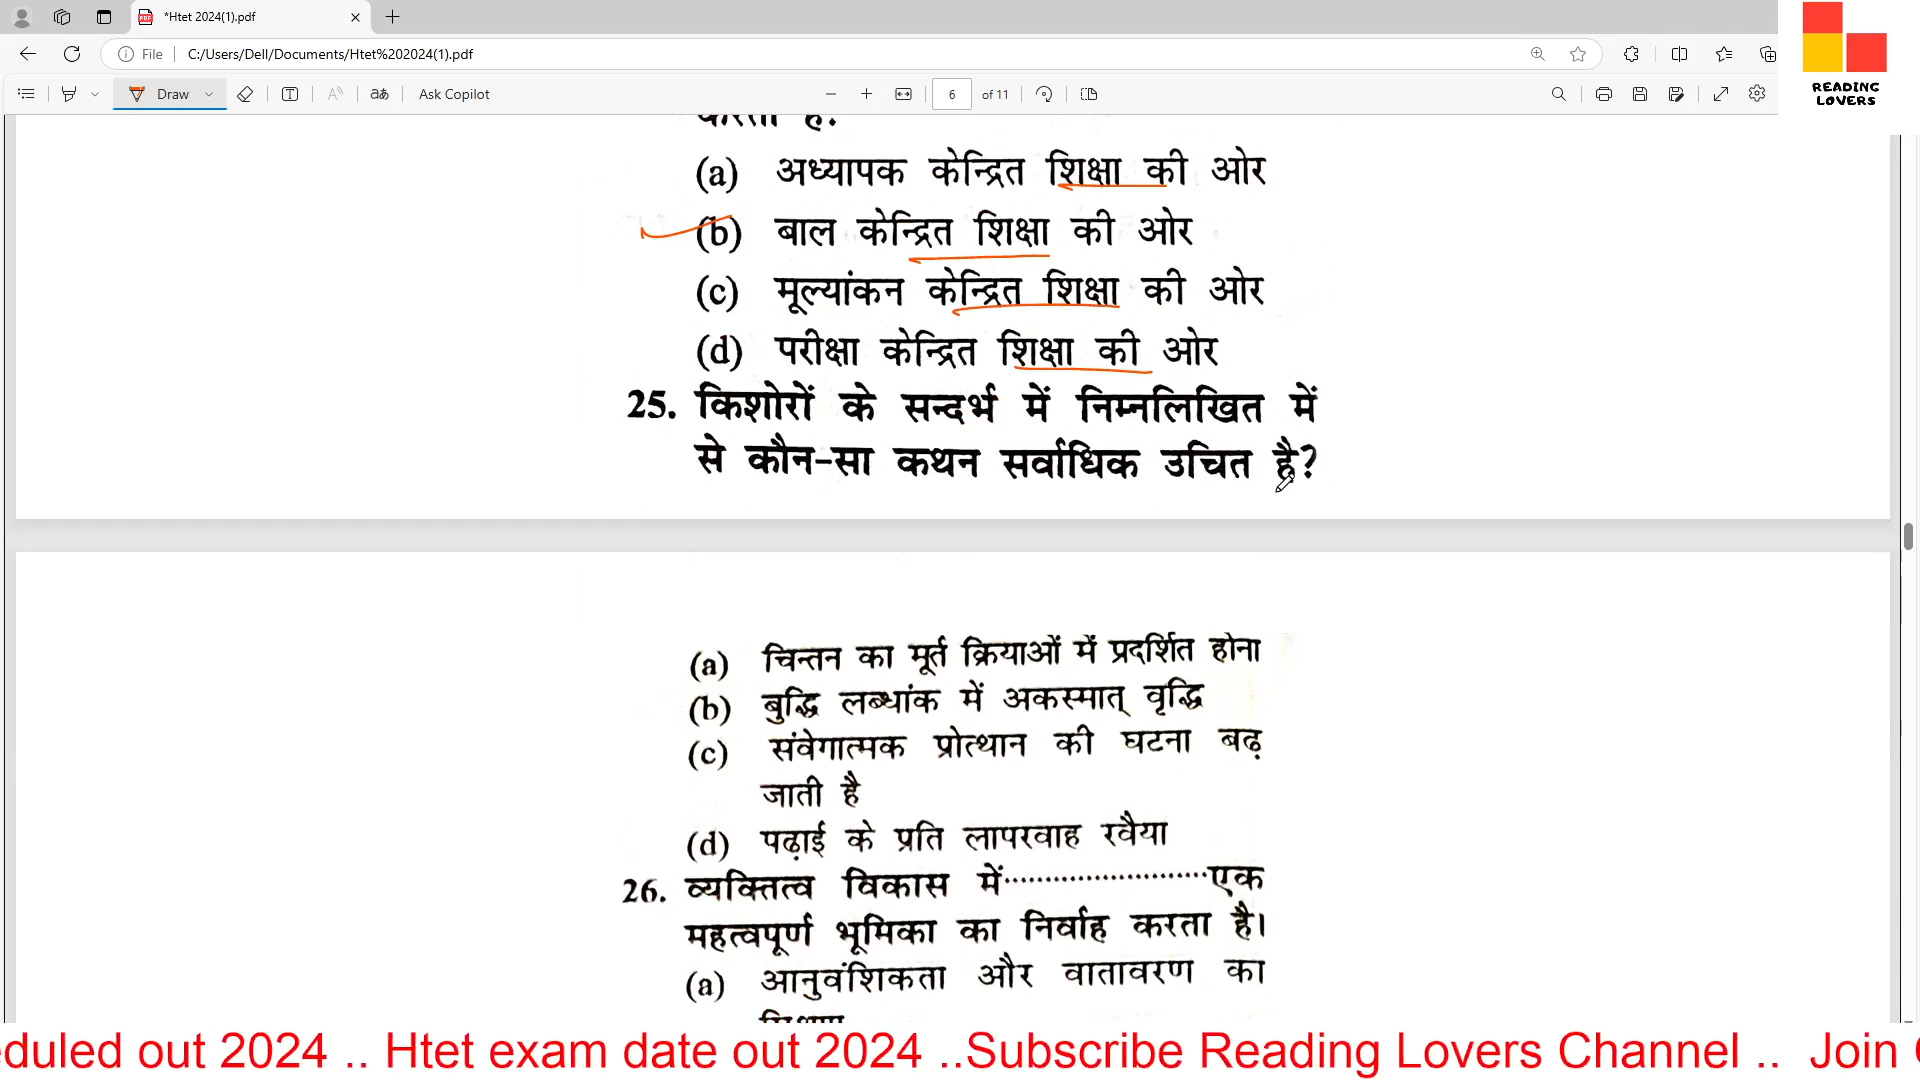 *Htet 2024(1).pdf
File C:/Users/Dell/Documents/Htet%202024(1).pdf
Draw Ask Copilot 6 of 11
READING
LOVERS
(a) अध्यापक केन्द्रित शिक्षा की ओर
(b) बाल केन्द्रित शिक्षा की ओर
(c) मूल्यांकन केन्द्रित शिक्षा की ओर
(d) परीक्षा केन्द्रित शिक्षा की ओर
25. किशोरों के सन्दर्भ में निम्नलिखित में
से कौन-सा कथन सर्वाधिक उचित है?
(a) चिन्तन का मूर्त क्रियाओं में प्रदर्शित होना
(b) बुद्धि लब्धांक में अकस्मात् वृद्धि
(c) संवेगात्मक प्रोत्थान की घटना बढ़
जाती है
(d) पढ़ाई के प्रति लापरवाह रवैया
26. व्यक्तित्व विकास में........................एक
महत्वपूर्ण भूमिका का निर्वाह करता है।
(a) आनुवंशिकता और वातावरण का
duled out 2024 .. Htet exam date out 2024 ..Subscribe Reading Lovers Channel .. Join